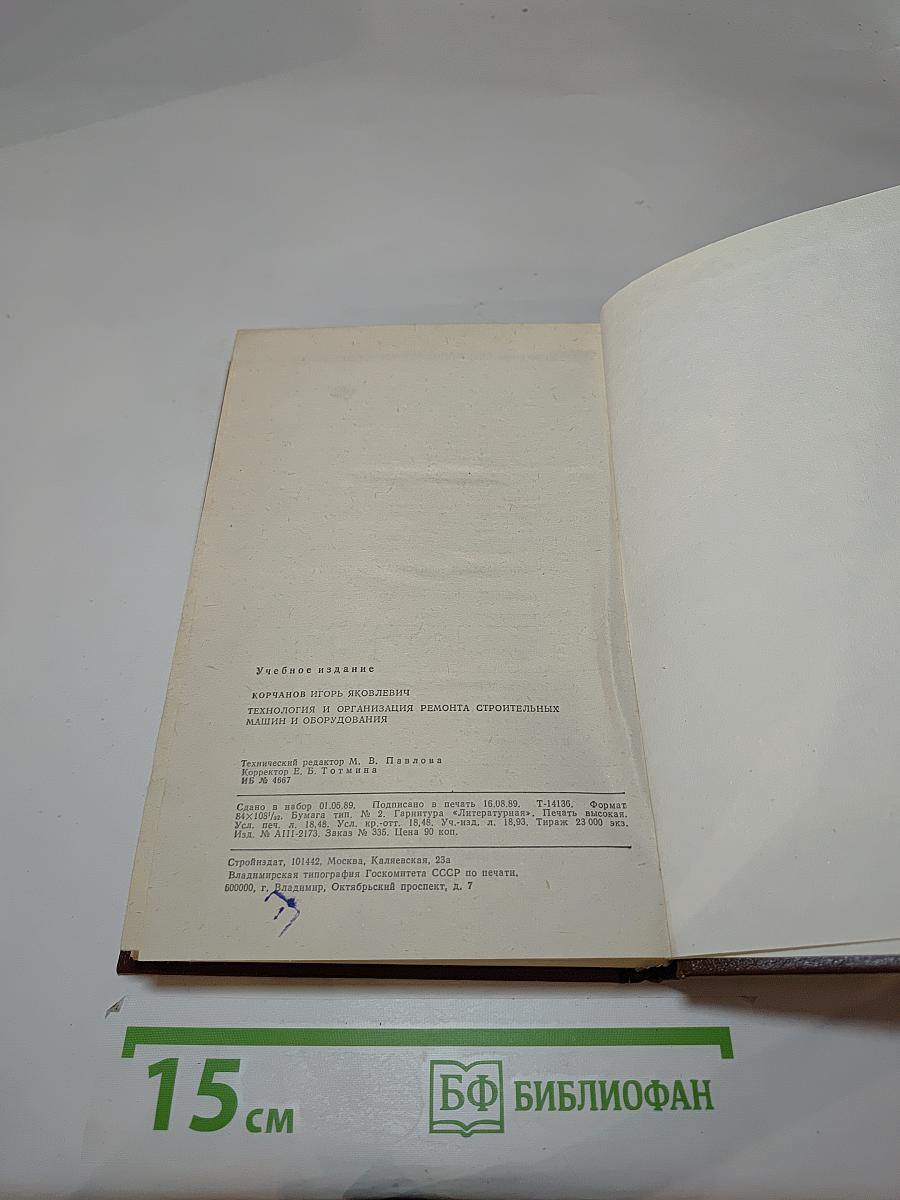 Учебное издание
КОРЧАНОВ ИГОРЬ ЯКОВЛЕВИЧ
ТЕХНОЛОГИЯ И ОРГАНИЗАЦИЯ РЕМОНТА СТРОИТЕЛЬНЫХ
МАШИН И ОБОРУДОВАНИЯ
Технический редактор М. В. Павлова
Корректор Е. Б. Тотмина
ИБ № 4667
Сдано в набор 01.06.89. Подписано в печать 16.08.89. Т-14136. Формат
84×108¹/₃₂. Бумага тип. № 2. Гарнитура «Литературная». Печать высокая.
Усл. печ. л. 18,48. Усл. кр.-отт. 18,48. Уч.-изд. л. 18,93. Тираж 23 000 экз.
Изд. № AIII-2173. Заказ № 335. Цена 90 коп.
Стройиздат, 101442, Москва, Каляевская, 23а
Владимирская типография Госкомитета СССР по печати,
600000, г. Владимир, Октябрьский проспект, д. 7
15 см
БФ БИБЛИОФАН